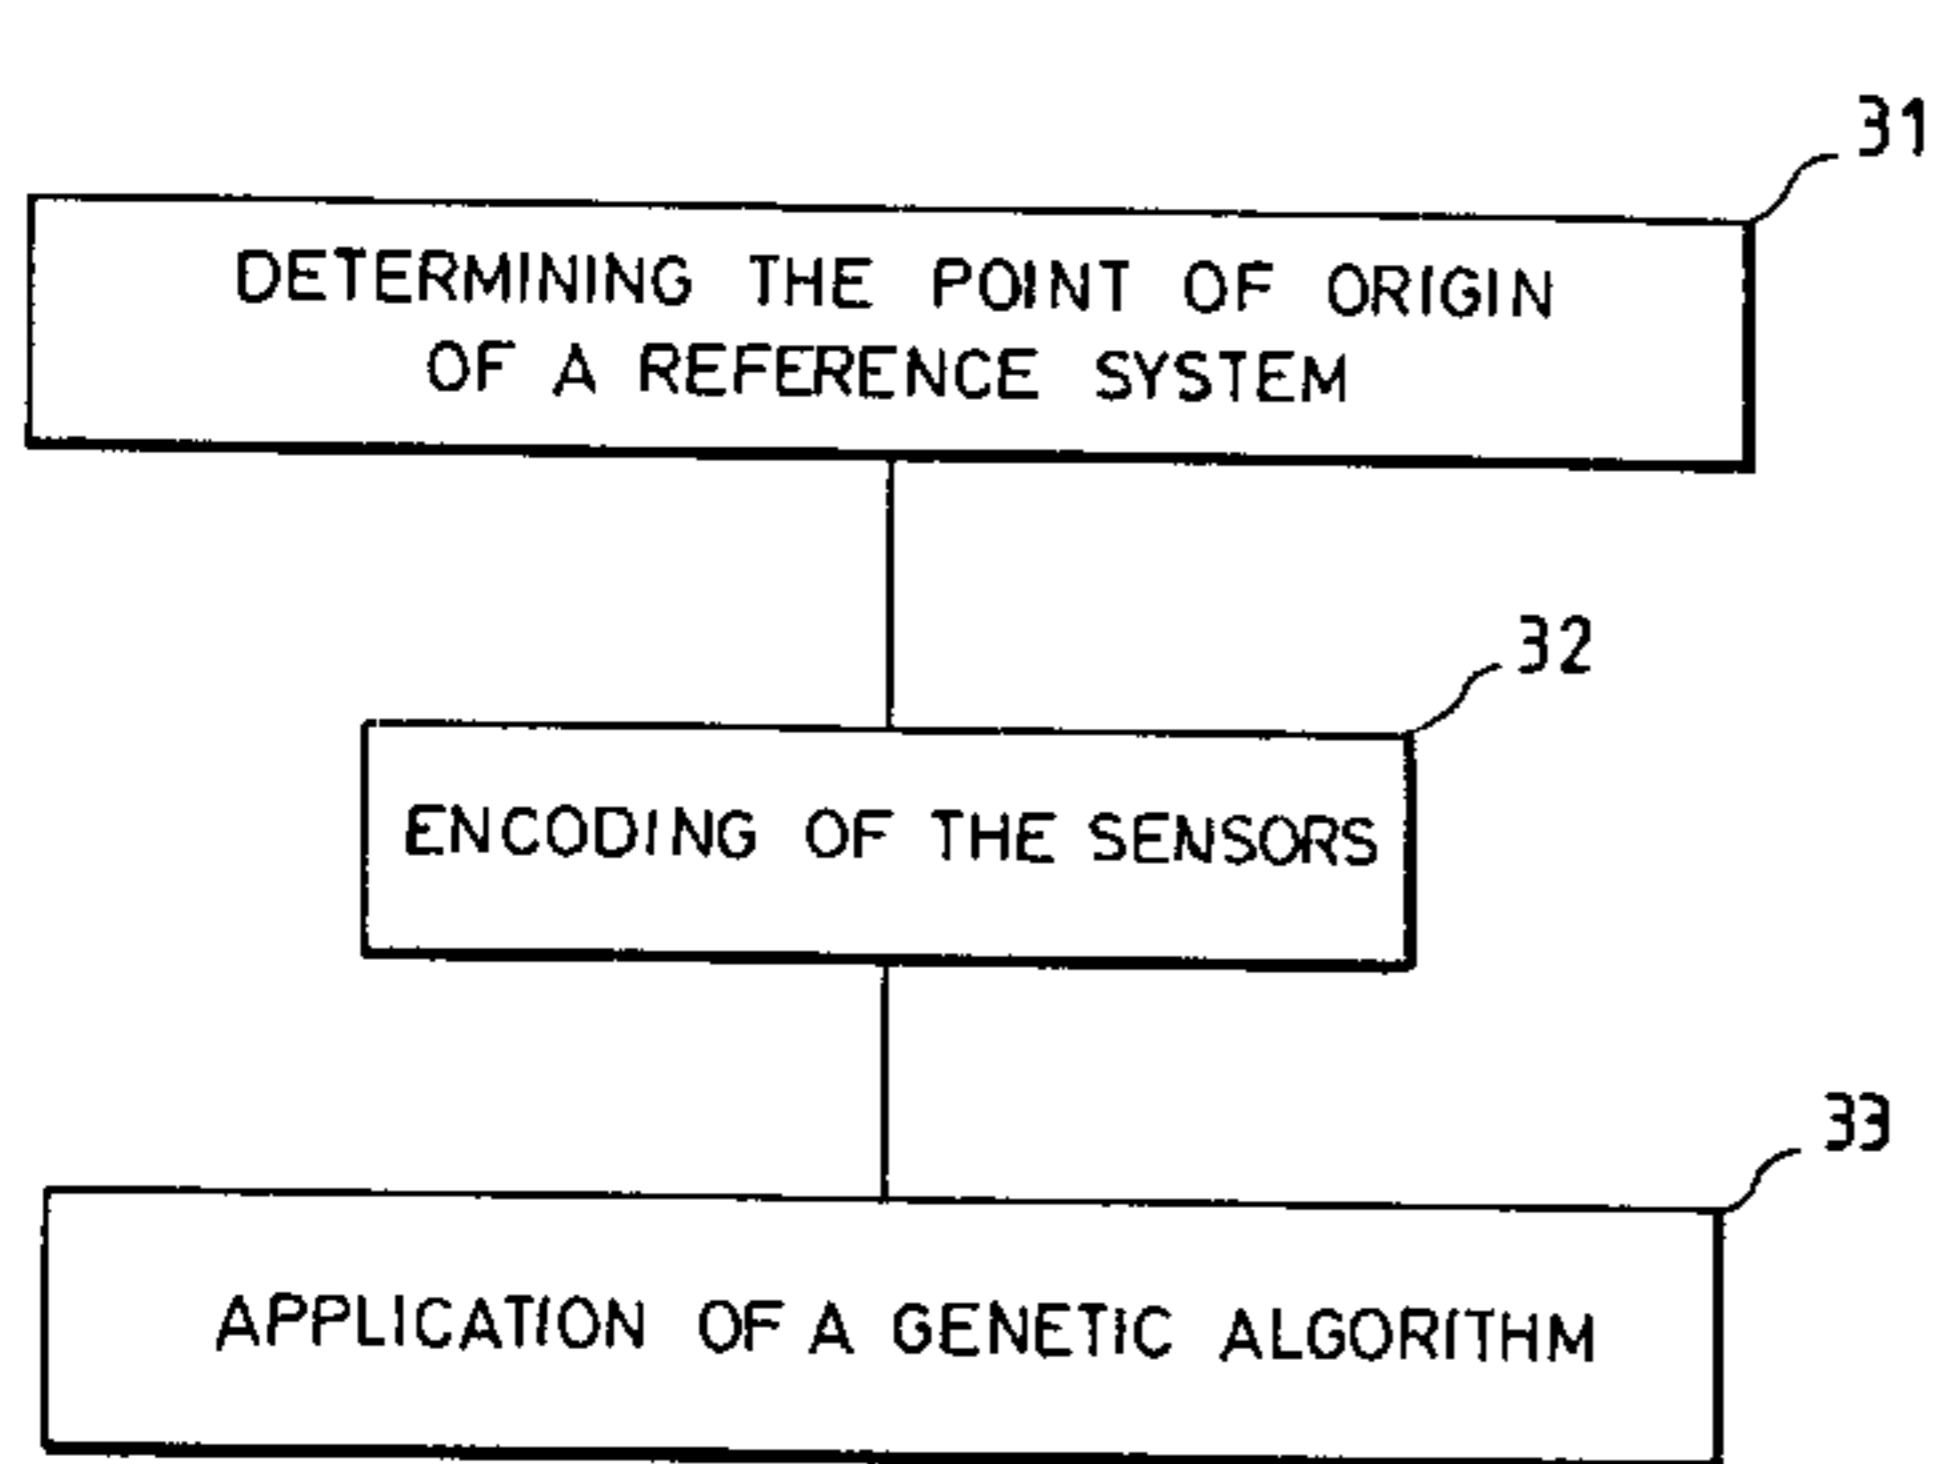 31
DETERMINING THE POINT OF ORIGIN
OF A REFERENCE SYSTEM
32
ENCODING OF THE SENSORS
33
APPLICATION OF A GENETIC ALGORITHM